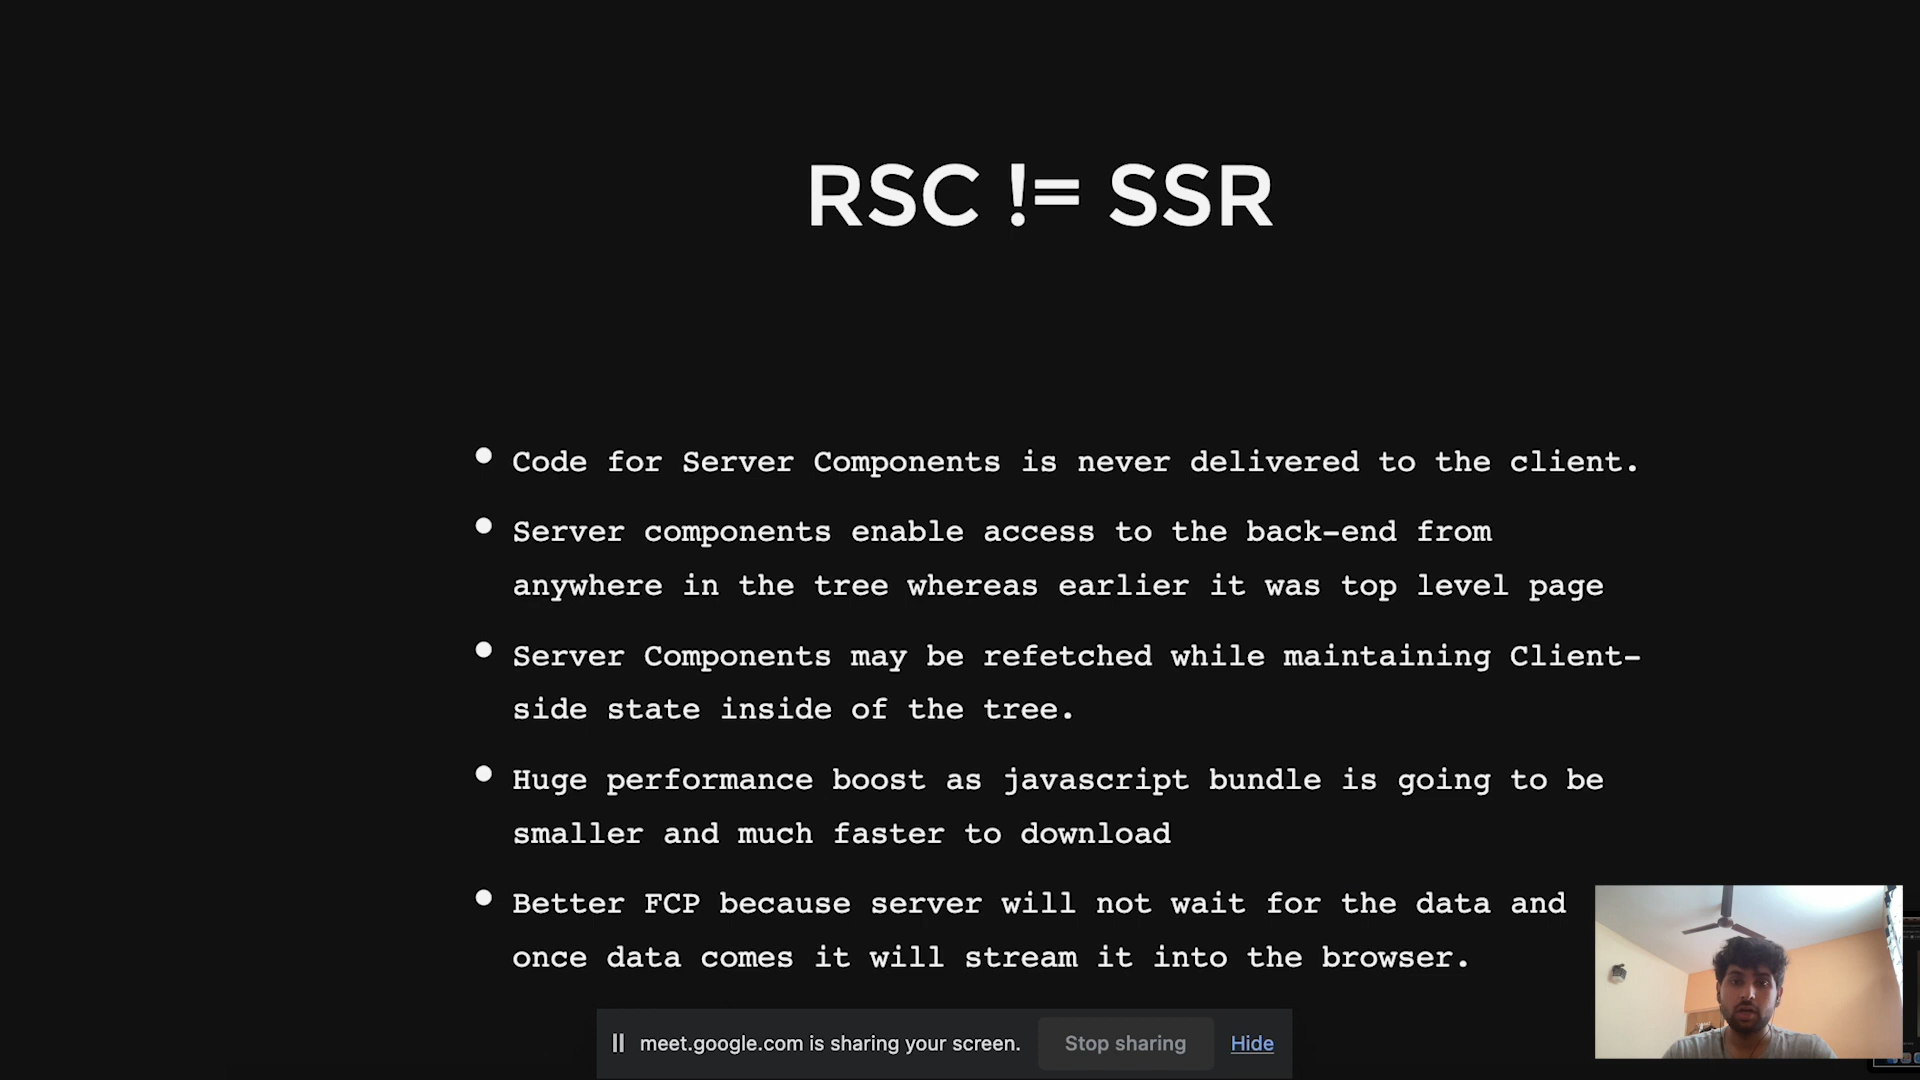 RSC != SSR
• Code for Server Components is never delivered to the client.
• Server components enable access to the back-end from
anywhere in the tree whereas earlier it was top level page
• Server Components may be refetched while maintaining Client-
side state inside of the tree.
• Huge performance boost as javascript bundle is going to be
smaller and much faster to download
• Better FCP because server will not wait for the data and
once data comes it will stream it into the browser.
meet.google.com is sharing your screen. Stop sharing Hide